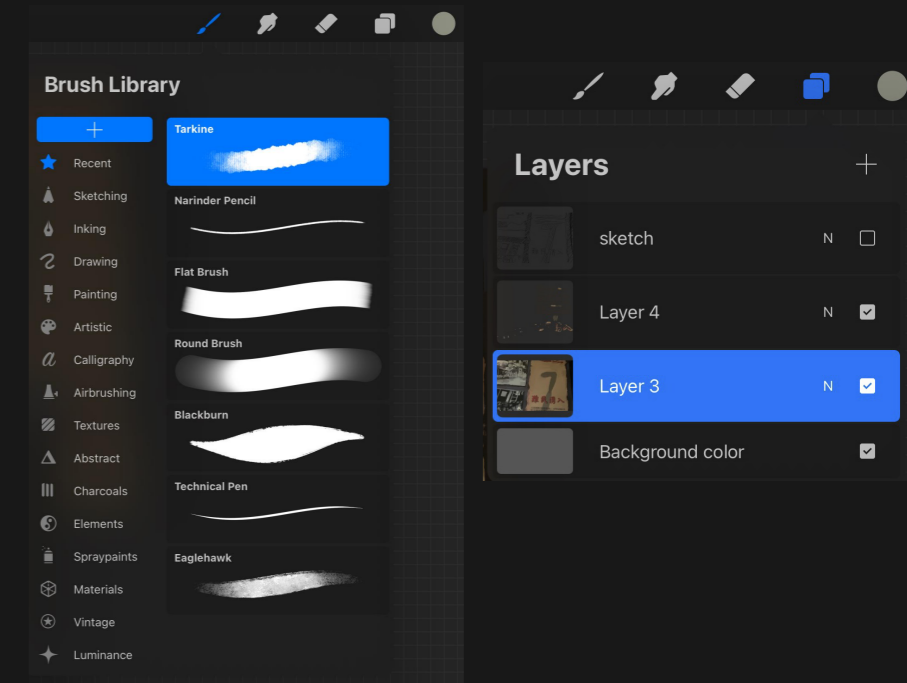 Brush Library
Recent
Sketching
Inking
Drawing
Painting
Artistic
Calligraphy
Airbrushing
Textures
Abstract
Charcoals
Elements
Spraypaints
Materials
Vintage
Luminance
Tarkine
Narinder Pencil
Flat Brush
Round Brush
Blackburn
Technical Pen
Eaglehawk
Layers
sketch N
Layer 4 N
7
Layer 3 N
Background color